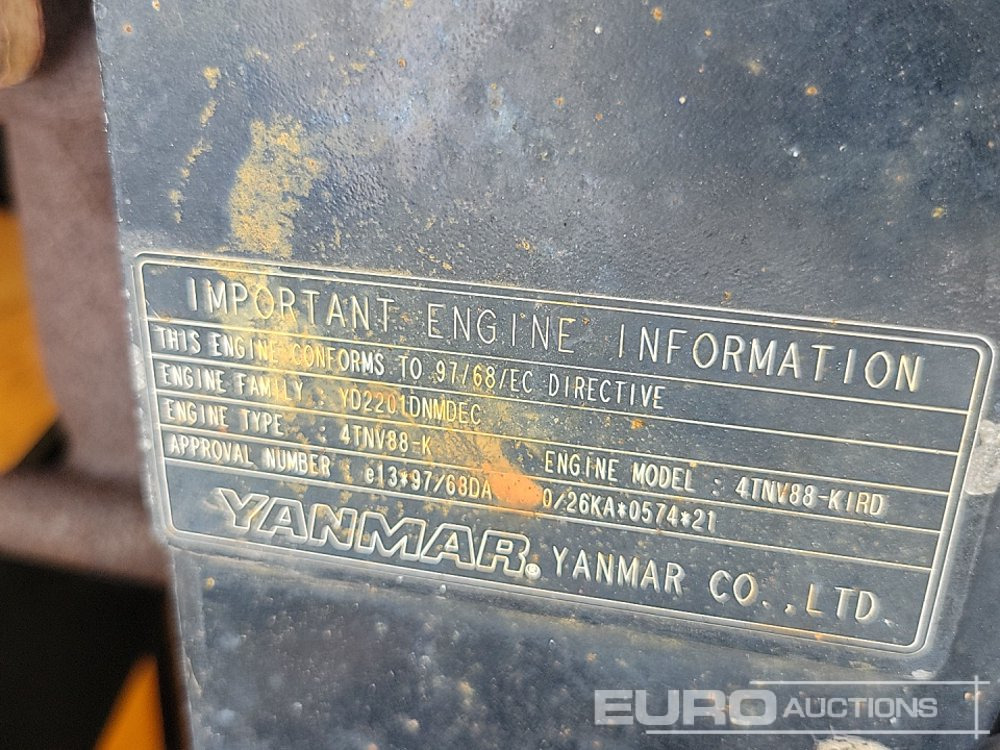 IMPORTANT ENGINE INFORMATION
THIS ENGINE CONFORMS TO 97/68/EC DIRECTIVE
ENGINE FAMILY : YD2201DNMDEC
ENGINE TYPE : 4TNV88-K ENGINE MODEL : 4TNV88-KIRD
APPROVAL NUMBER : e13*97/68DA 0/26KA*0574*21
YANMAR® YANMAR CO.,LTD.
EURO AUCTIONS